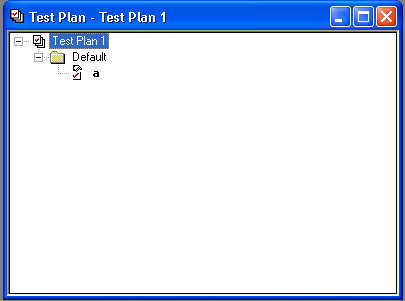 Test Plan - Test Plan 1
Test Plan 1
Default
a